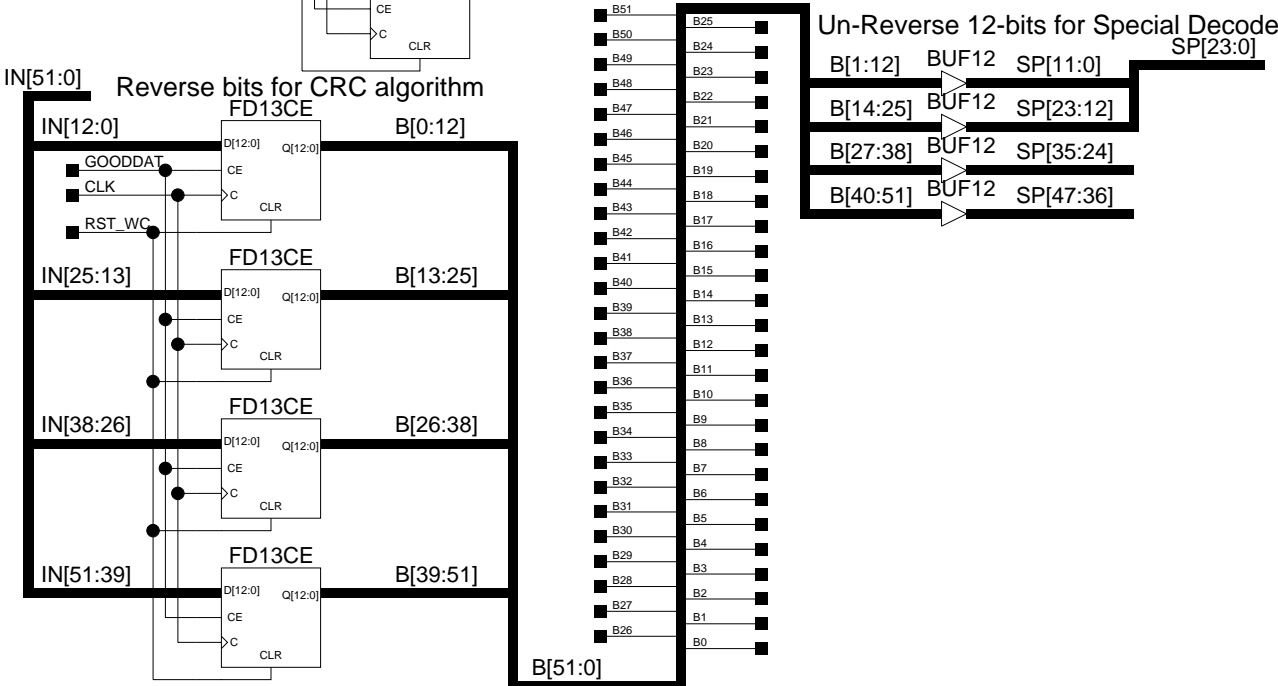 CE
C
CLR
IN[51:0]
Reverse bits for CRC algorithm
FD13CE
IN[12:0]
D[12:0]
Q[12:0]
B[0:12]
GOODDAT
CE
CLK
C
CLR
RST_WC
FD13CE
IN[25:13]
D[12:0]
Q[12:0]
B[13:25]
CE
C
CLR
FD13CE
IN[38:26]
D[12:0]
Q[12:0]
B[26:38]
CE
C
CLR
FD13CE
IN[51:39]
D[12:0]
Q[12:0]
B[39:51]
CE
C
CLR
B[51:0]
B51
B50
B49
B48
B47
B46
B45
B44
B43
B42
B41
B40
B39
B38
B37
B36
B35
B34
B33
B32
B31
B30
B29
B28
B27
B26
B25
B24
B23
B22
B21
B20
B19
B18
B17
B16
B15
B14
B13
B12
B11
B10
B9
B8
B7
B6
B5
B4
B3
B2
B1
B0
Un-Reverse 12-bits for Special Decode
SP[23:0]
B[1:12] BUF12 SP[11:0]
B[14:25] BUF12 SP[23:12]
B[27:38] BUF12 SP[35:24]
B[40:51] BUF12 SP[47:36]